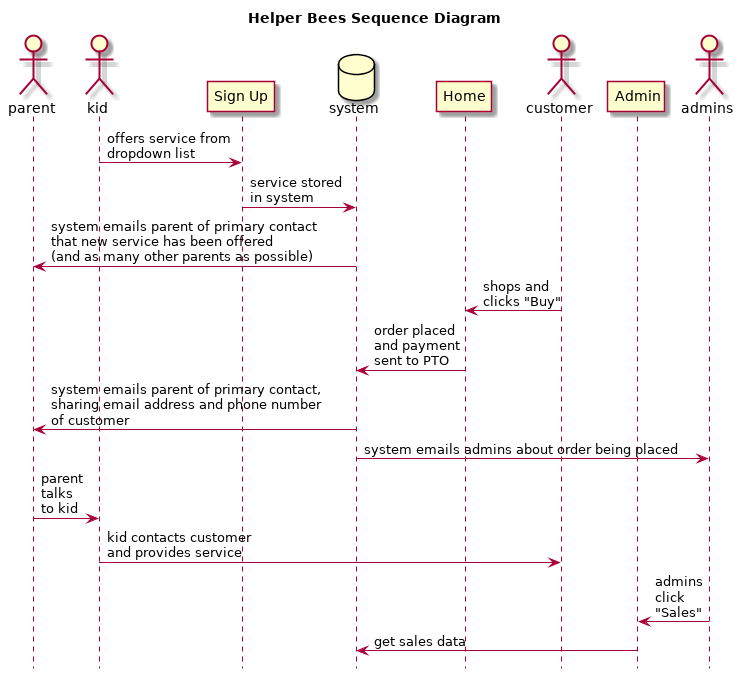 Helper Bees Sequence Diagram
parent
kid
Sign Up
system
Home
customer
Admin
admins
offers service from
dropdown list
service stored
in system
system emails parent of primary contact
that new service has been offered
(and as many other parents as possible)
shops and
clicks "Buy"
order placed
and payment
sent to PTO
system emails parent of primary contact,
sharing email address and phone number
of customer
system emails admins about order being placed
parent
talks
to kid
kid contacts customer
and provides service
admins
click
"Sales"
get sales data